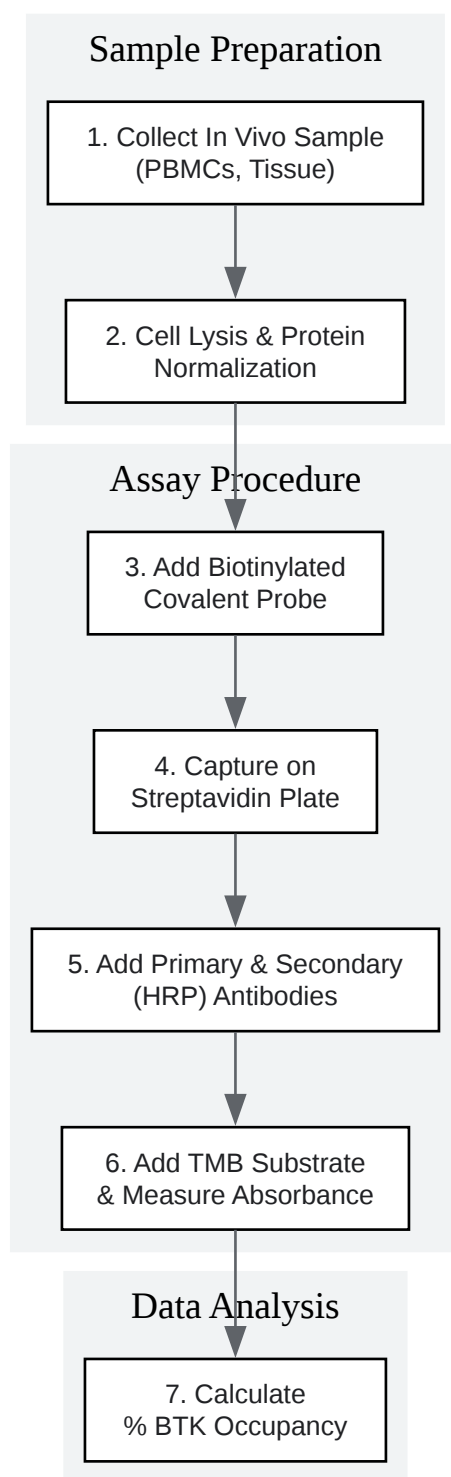 Sample Preparation
1. Collect In Vivo Sample
(PBMCs, Tissue)
2. Cell Lysis & Protein
Normalization
Assay Procedure
3. Add Biotinylated
Covalent Probe
4. Capture on
Streptavidin Plate
5. Add Primary & Secondary
(HRP) Antibodies
6. Add TMB Substrate
& Measure Absorbance
Data Analysis
7. Calculate
% BTK Occupancy